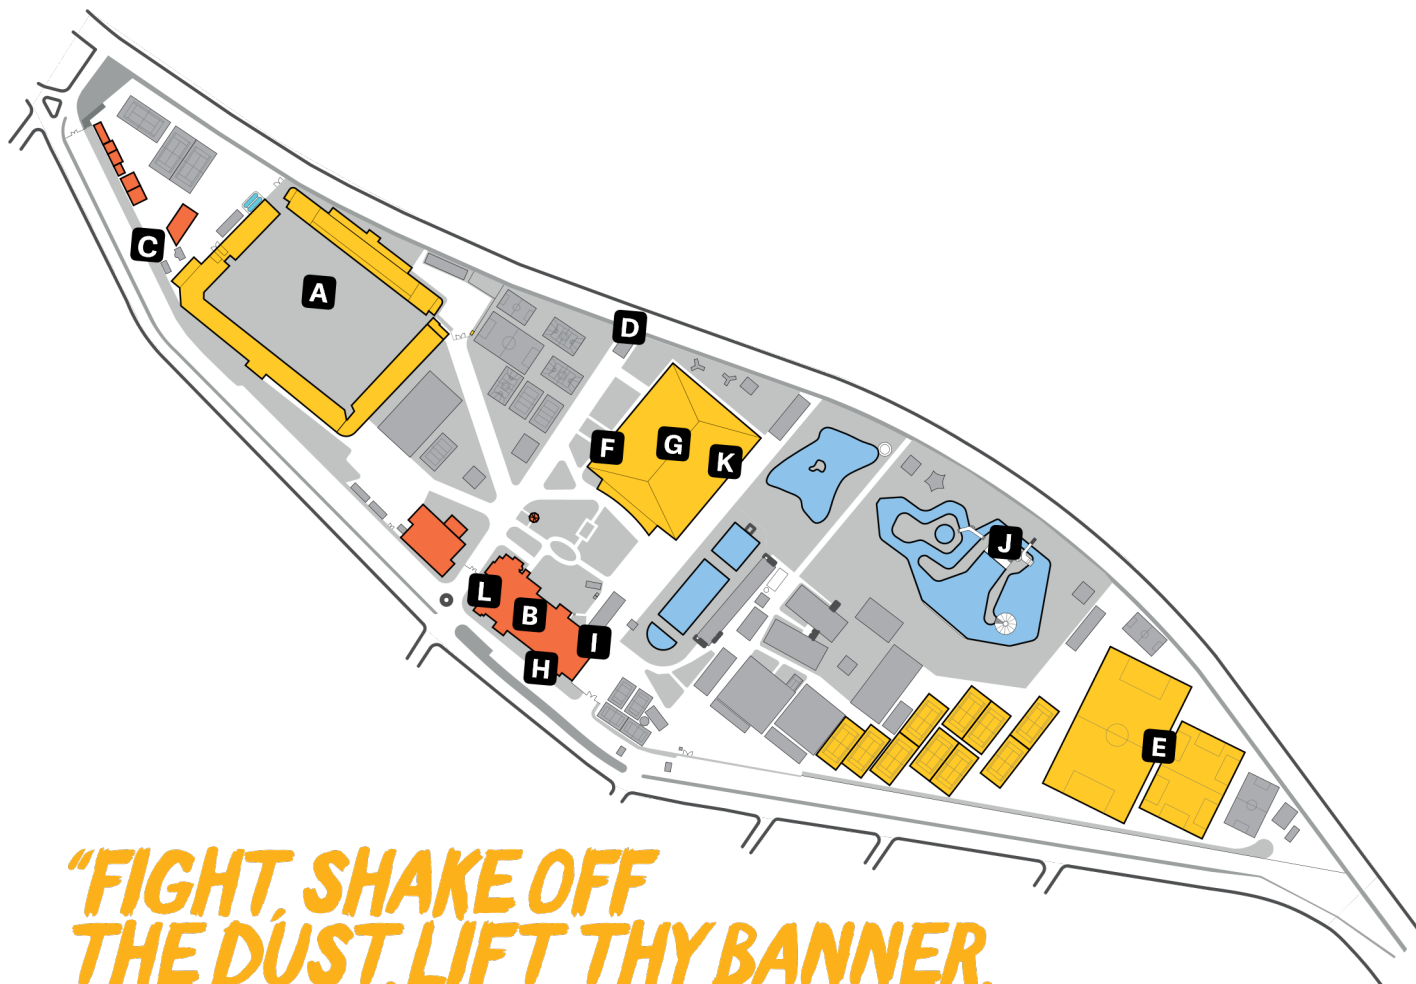 C
A
D
F
G
K
J
L
B
I
H
E
“FIGHT, SHAKE OFF
THE DUST, LIFT THY BANNER,